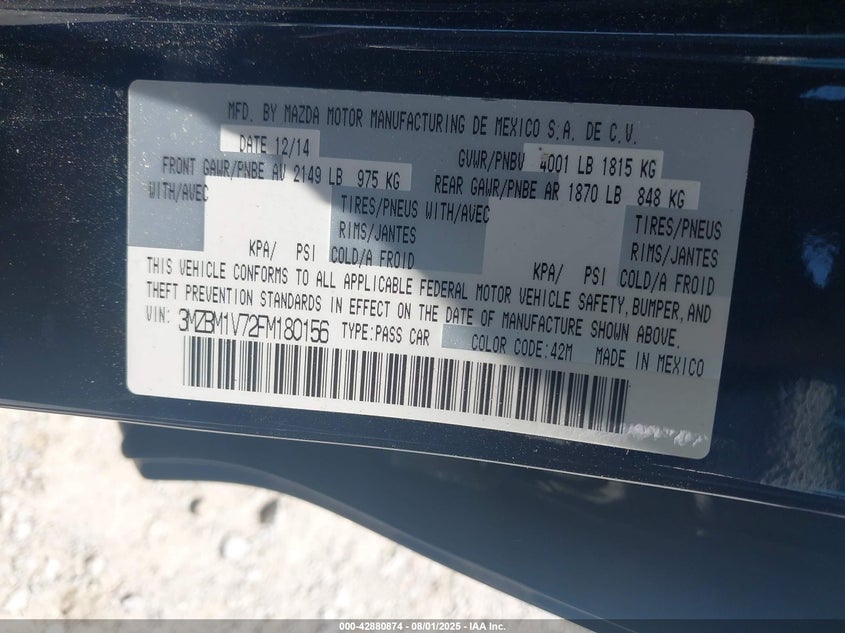 MFD. BY MAZDA MOTOR MANUFACTURING DE MEXICO S.A. DE C.V.
DATE 12/14 GVWR/PNBV 4001 LB 1815 KG
FRONT GAWR/PNBE AV 2149 LB 975 KG REAR GAWR/PNBE AR 1870 LB 848 KG
WITH/AVEC TIRES/PNEUS WITH/AVEC TIRES/PNEUS
RIMS/JANTES RIMS/JANTES
KPA/ PSI COLD/A FROID KPA/ PSI COLD/A FROID
THIS VEHICLE CONFORMS TO ALL APPLICABLE FEDERAL MOTOR VEHICLE SAFETY, BUMPER, AND
THEFT PREVENTION STANDARDS IN EFFECT ON THE DATE OF MANUFACTURE SHOWN ABOVE.
VIN: 3MZBM1V72FM180156 TYPE:PASS CAR COLOR CODE:42M MADE IN MEXICO
000-42880874 | 08/01/2025 | IAA Inc.